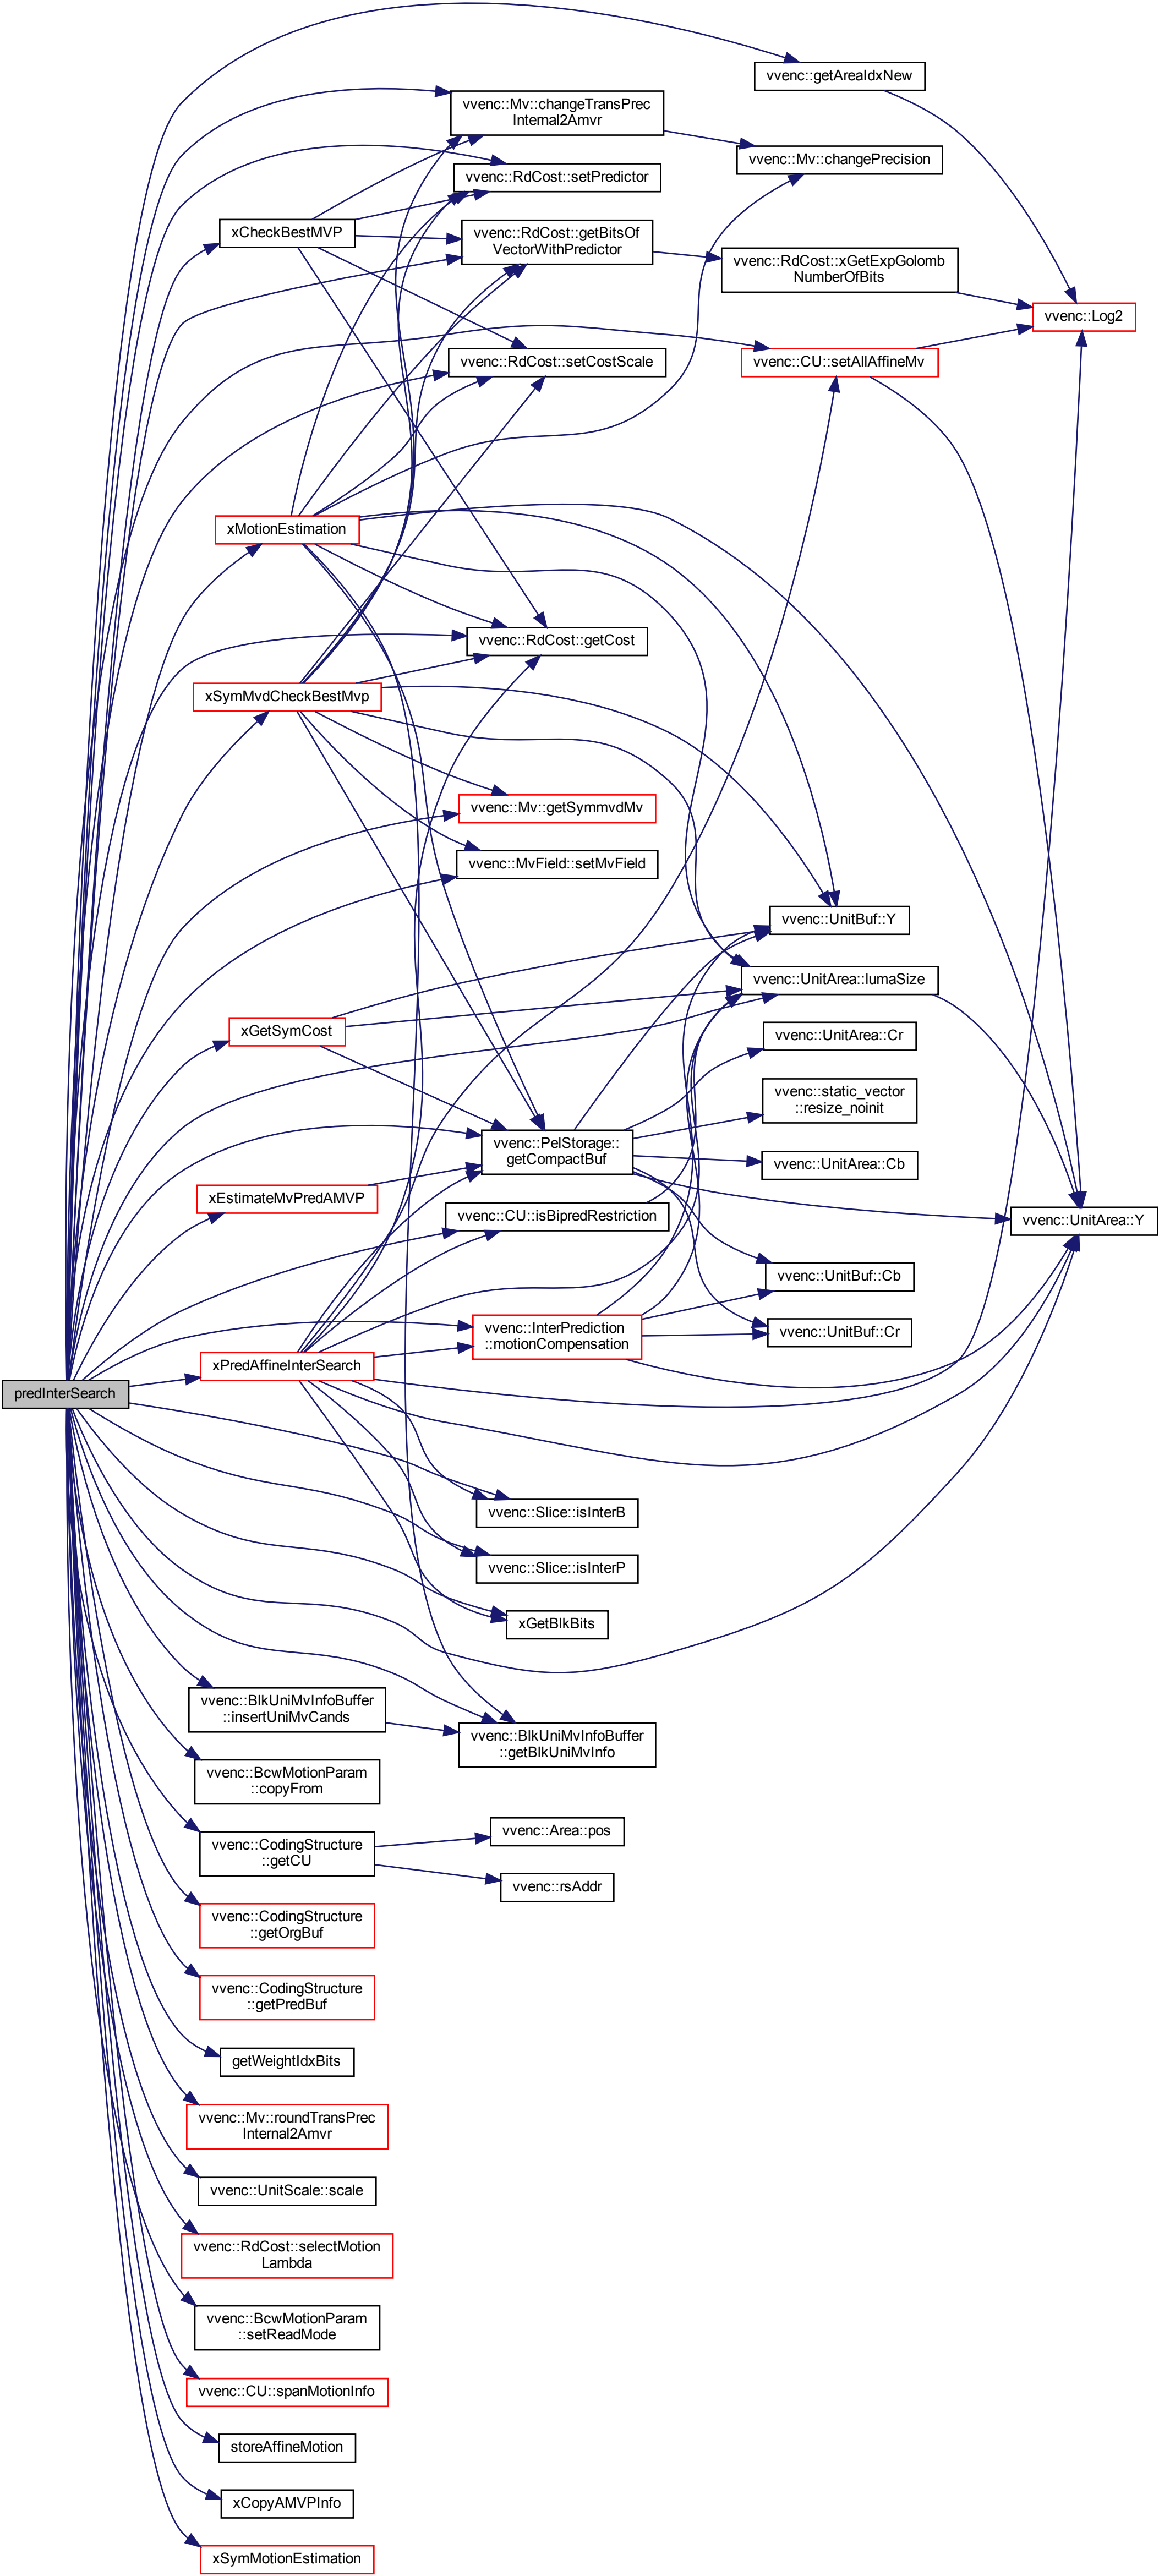 vvenc::getAreaIdxNew
vvenc::Mv::changeTransPrec
Internal2Amvr
vvenc::Mv::changePrecision
vvenc::RdCost::setPredictor
xCheckBestMVP
vvenc::RdCost::getBitsOf
VectorWithPredictor
vvenc::RdCost::xGetExpGolomb
NumberOfBits
vvenc::Log2
vvenc::RdCost::setCostScale
vvenc::CU::setAllAffineMv
xMotionEstimation
vvenc::RdCost::getCost
xSymMvdCheckBestMvp
vvenc::Mv::getSymmvdMv
vvenc::MvField::setMvField
vvenc::UnitBuf::Y
vvenc::UnitArea::lumaSize
xGetSymCost
vvenc::UnitArea::Cr
vvenc::static_vector
::resize_noinit
vvenc::PelStorage::
getCompactBuf
vvenc::UnitArea::Cb
xEstimateMvPredAMVP
vvenc::CU::isBipredRestriction
vvenc::UnitArea::Y
vvenc::UnitBuf::Cb
vvenc::InterPrediction
::motionCompensation
vvenc::UnitBuf::Cr
xPredAffineInterSearch
predInterSearch
vvenc::Slice::isInterB
vvenc::Slice::isInterP
xGetBlkBits
vvenc::BlkUniMvInfoBuffer
::insertUniMvCands
vvenc::BlkUniMvInfoBuffer
::getBlkUniMvInfo
vvenc::BcwMotionParam
::copyFrom
vvenc::CodingStructure
::getCU
vvenc::Area::pos
vvenc::rsAddr
vvenc::CodingStructure
::getOrgBuf
vvenc::CodingStructure
::getPredBuf
getWeightIdxBits
vvenc::Mv::roundTransPrec
Internal2Amvr
vvenc::UnitScale::scale
vvenc::RdCost::selectMotion
Lambda
vvenc::BcwMotionParam
::setReadMode
vvenc::CU::spanMotionInfo
storeAffineMotion
xCopyAMVPInfo
xSymMotionEstimation